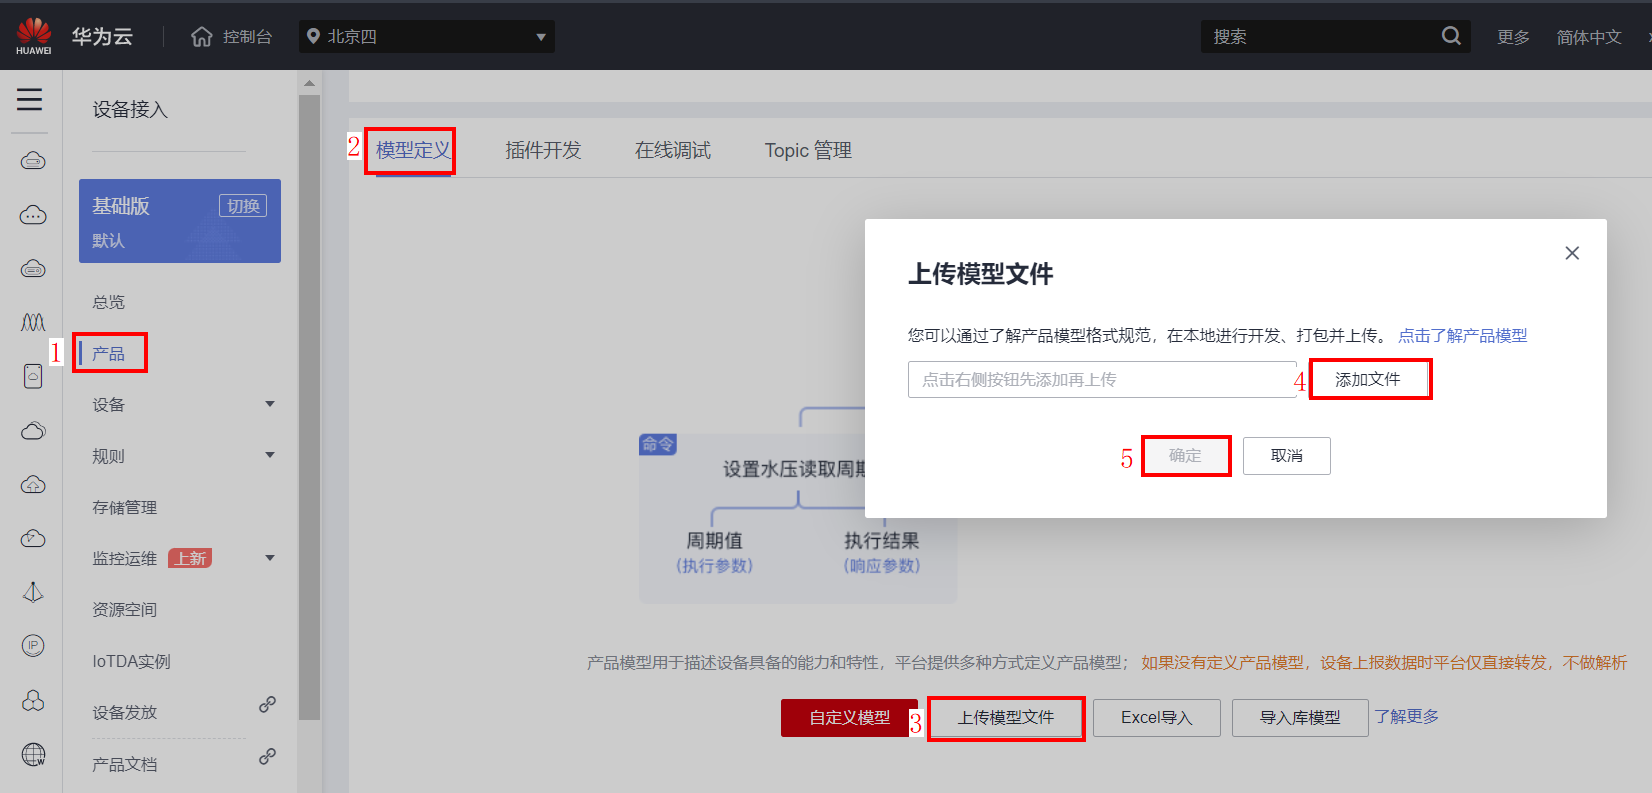 HUAWEI
华为云
控制台
北京四
搜索
更多
简体中文
设备接入
基础版
切换
默认
总览
1
产品
设备
规则
存储管理
监控运维
上新
资源空间
IoTDA实例
设备发放
产品文档
IP
W
2
模型定义
插件开发
在线调试
Topic 管理
命令
设置水压读取周期
周期值
(执行参数)
执行结果
(响应参数)
上传模型文件
您可以通过了解产品模型格式规范，在本地进行开发、打包并上传。 点击了解产品模型
点击右侧按钮先添加再上传
4
添加文件
5
确定
取消
产品模型用于描述设备具备的能力和特性，平台提供多种方式定义产品模型； 如果没有定义产品模型，设备上报数据时平台仅直接转发，不做解析
自定义模型
3
上传模型文件
Excel导入
导入库模型
了解更多